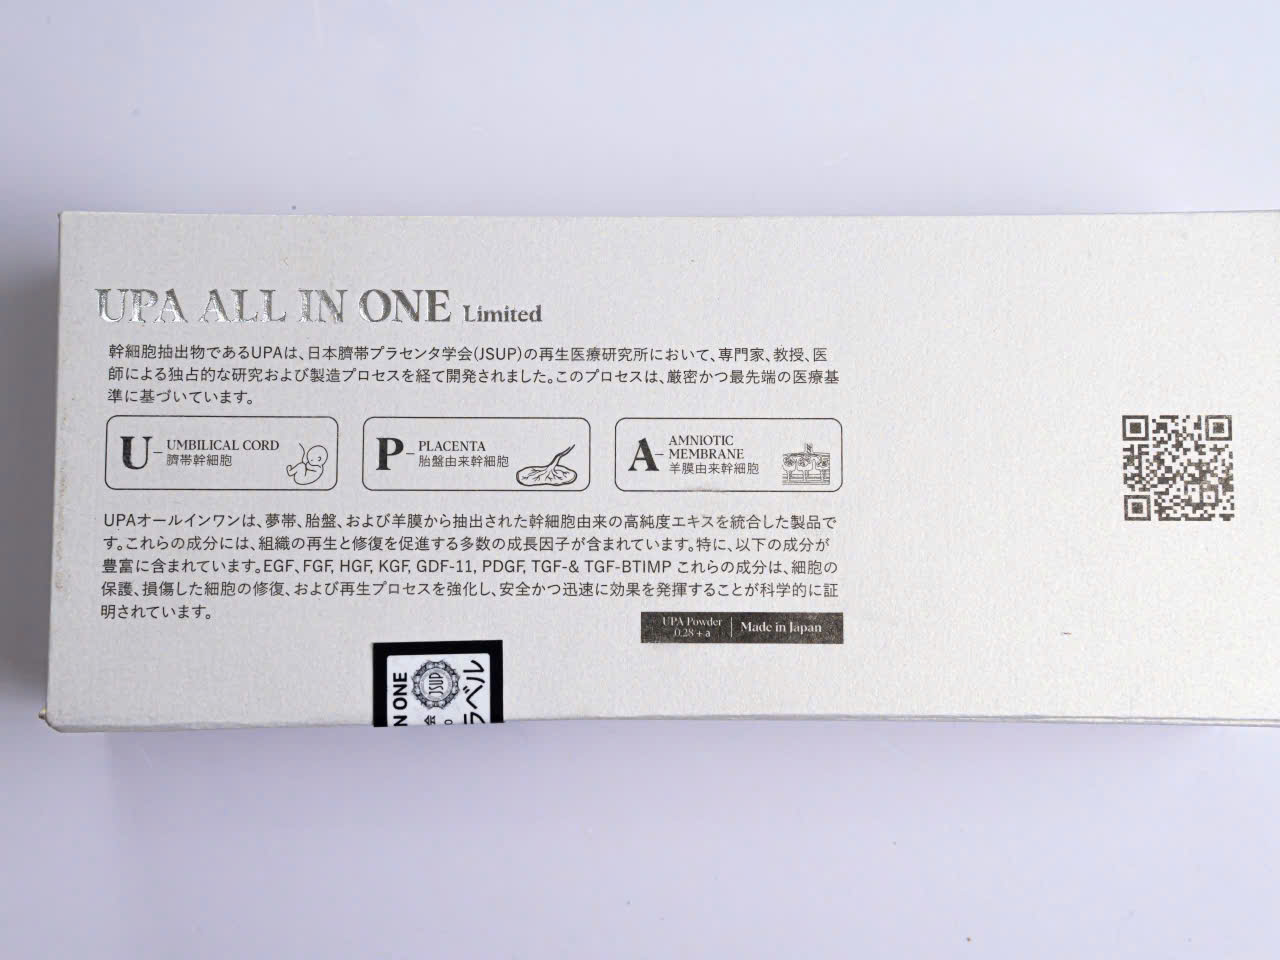 UPA ALL IN ONE Limited
幹細胞抽出物であるUPAは、日本臍帯プラセンタ学会(JSUP)の再生医療研究所において、専門家、教授、医
師による独占的な研究および製造プロセスを経て開発されました。このプロセスは、厳密かつ最先端の医療基
準に基づいています。
U- UMBILICAL CORD
臍帯幹細胞
P- PLACENTA
胎盤由来幹細胞
A- AMNIOTIC
MEMBRANE
羊膜由来幹細胞
UPAオールインワンは、夢帯、胎盤、および羊膜から抽出された幹細胞由来の高純度エキスを統合した製品で
す。これらの成分には、組織の再生と修復を促進する多数の成長因子が含まれています。特に、以下の成分が
豊富に含まれています。EGF, FGF, HGF, KGF, GDF-11, PDGF, TGF-& TGF-BTIMP これらの成分は、細胞の
保護、損傷した細胞の修復、および再生プロセスを強化し、安全かつ迅速に効果を発揮することが科学的に証
明されています。
UPA Powder
0.28 + a
Made in Japan
N ONE
JSUP
会
ラベル